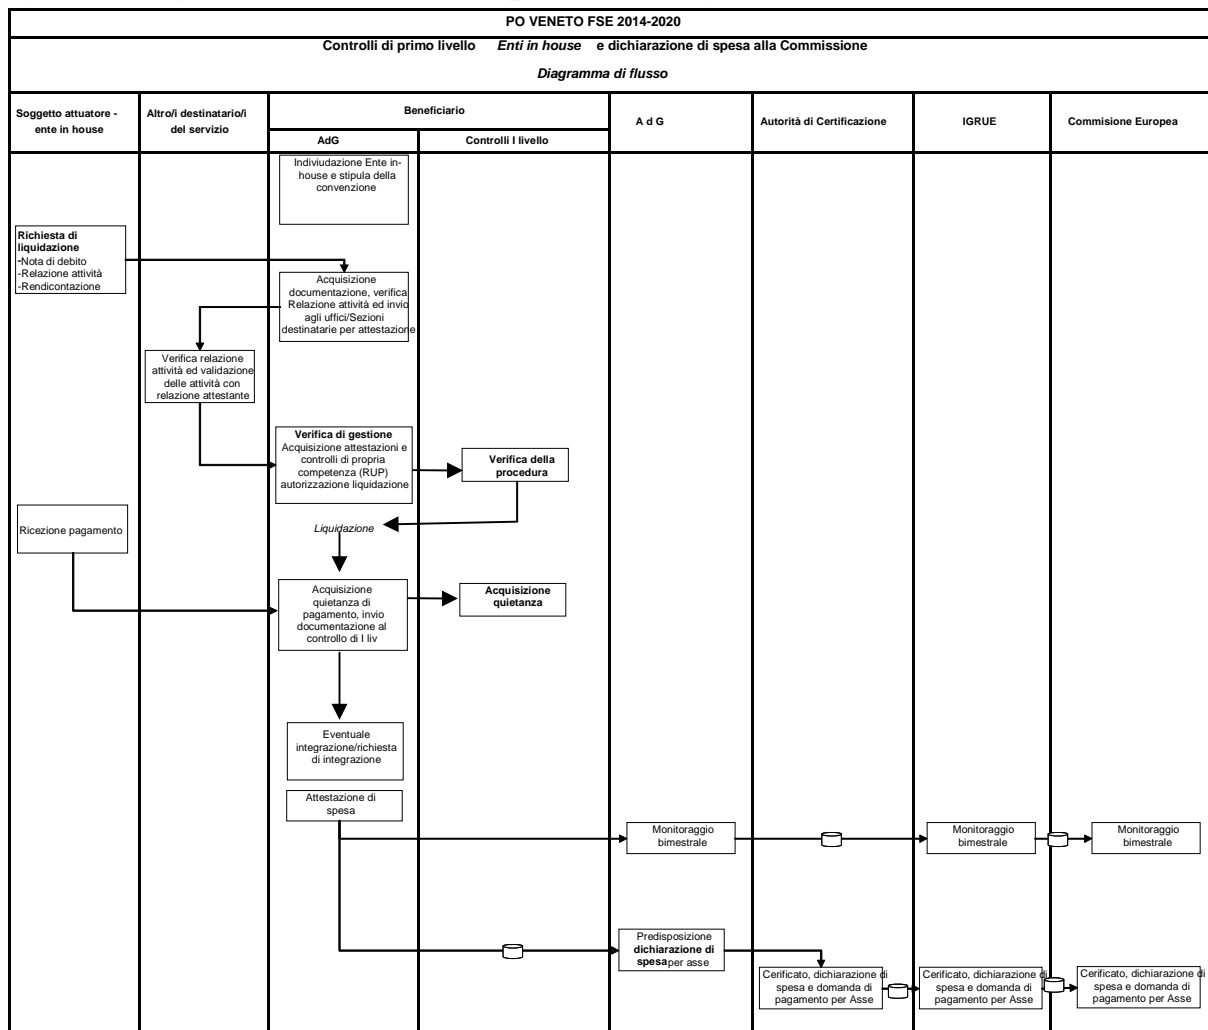 PO VENETO FSE 2014-2020
Controlli di primo livello Enti in house e dichiarazione di spesa alla Commissione
Diagramma di flusso
Soggetto attuatore -
ente in house
Altro/i destinatario/i
del servizio
Beneficiario
AdG
Controlli I livello
A d G
Autorità di Certificazione
IGRUE
Commisione Europea
Indiviudazione Ente in-
house e stipula della
convenzione
Richiesta di
liquidazione
-Nota di debito
-Relazione attività
-Rendicontazione
Acquisizione
documentazione, verifica
Relazione attività ed invio
agli uffici/Sezioni
destinatarie per attestazione
Verifica relazione
attività ed validazione
delle attività con
relazione attestante
Verifica di gestione
Acquisizione attestazioni e
controlli di propria
competenza (RUP)
autorizzazione liquidazione
Verifica della
procedura
Ricezione pagamento
Liquidazione
Acquisizione
quietanza di
pagamento, invio
documentazione al
controllo di I liv
Acquisizione
quietanza
Eventuale
integrazione/richiesta
di integrazione
Attestazione di
spesa
Monitoraggio
bimestrale
Monitoraggio
bimestrale
Monitoraggio
bimestrale
Predisposizione
dichiarazione di
spesa per asse
Cerificato, dichiarazione di
spesa e domanda di
pagamento per Asse
Cerificato, dichiarazione di
spesa e domanda di
pagamento per Asse
Cerificato, dichiarazione di
spesa e domanda di
pagamento per Asse